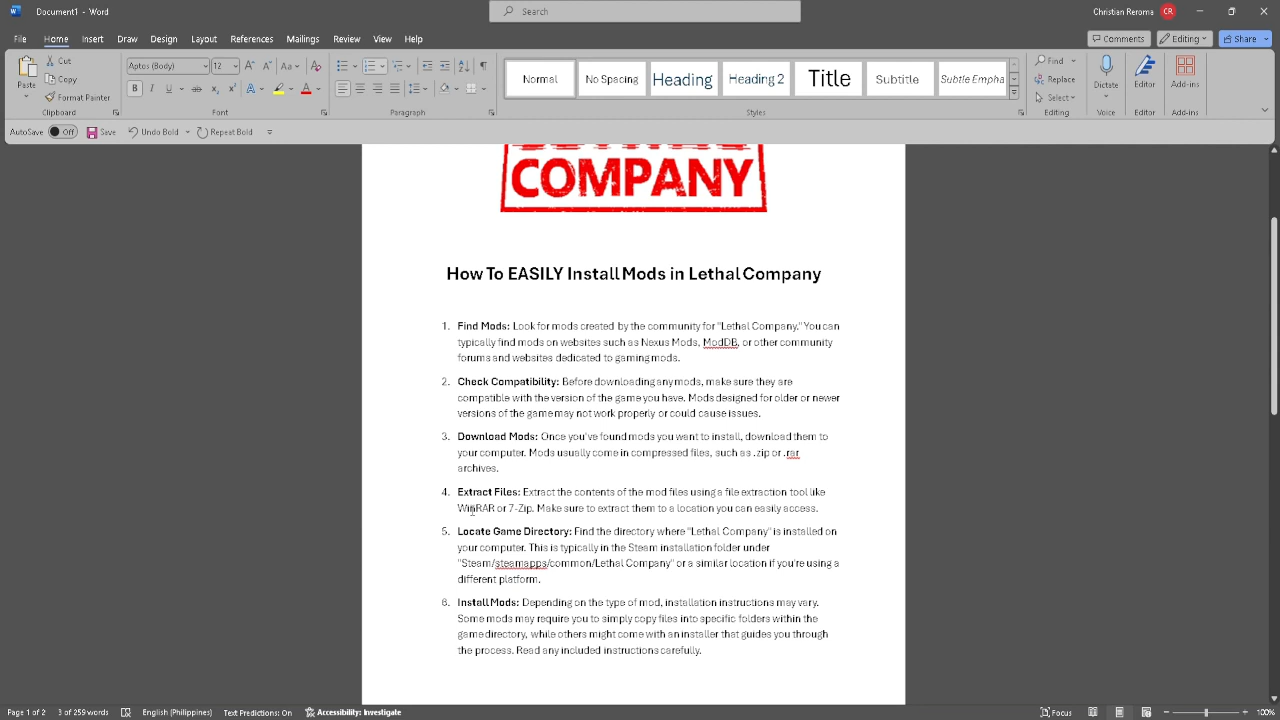 Document1 - Word
Search
Christian Reroma CR
File Home Insert Draw Design Layout References Mailings Review View Help
Comments Editing Share
Paste
Cut
Copy
Format Painter
Clipboard
Aptos (Body) 12
Font
Paragraph
Normal No Spacing Heading Heading 2 Title Subtitle Subtle Empha
Styles
Find
Replace
Select
Editing
Dictate
Voice
Editor
Editor
Add-ins
Add-ins
AutoSave Off Save Undo Bold Repeat Bold
COMPANY
How To EASILY Install Mods in Lethal Company
1. Find Mods: Look for mods created by the community for "Lethal Company." You can
typically find mods on websites such as Nexus Mods, ModDB, or other community
forums and websites dedicated to gaming mods.
2. Check Compatibility: Before downloading any mods, make sure they are
compatible with the version of the game you have. Mods designed for older or newer
versions of the game may not work properly or could cause issues.
3. Download Mods: Once you've found mods you want to install, download them to
your computer. Mods usually come in compressed files, such as .zip or .rar
archives.
4. Extract Files: Extract the contents of the mod files using a file extraction tool like
WinRAR or 7-Zip. Make sure to extract them to a location you can easily access.
5. Locate Game Directory: Find the directory where "Lethal Company" is installed on
your computer. This is typically in the Steam installation folder under
"Steam/steamapps/common/Lethal Company" or a similar location if you're using a
different platform.
6. Install Mods: Depending on the type of mod, installation instructions may vary.
Some mods may require you to simply copy files into specific folders within the
game directory, while others might come with an installer that guides you through
the process. Read any included instructions carefully.
Page 1 of 2 3 of 259 words English (Philippines) Text Predictions: On Accessibility: Investigate Focus 100%